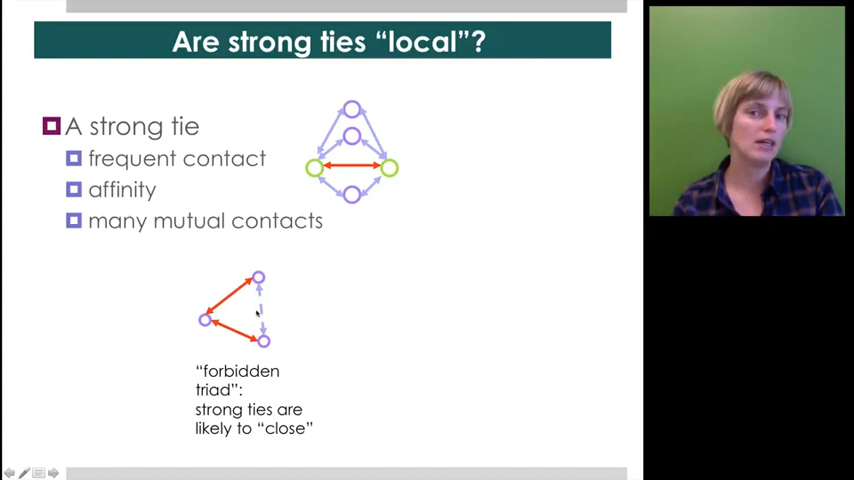 Are strong ties “local”?
A strong tie
frequent contact
affinity
many mutual contacts
“forbidden
triad”:
strong ties are
likely to “close”